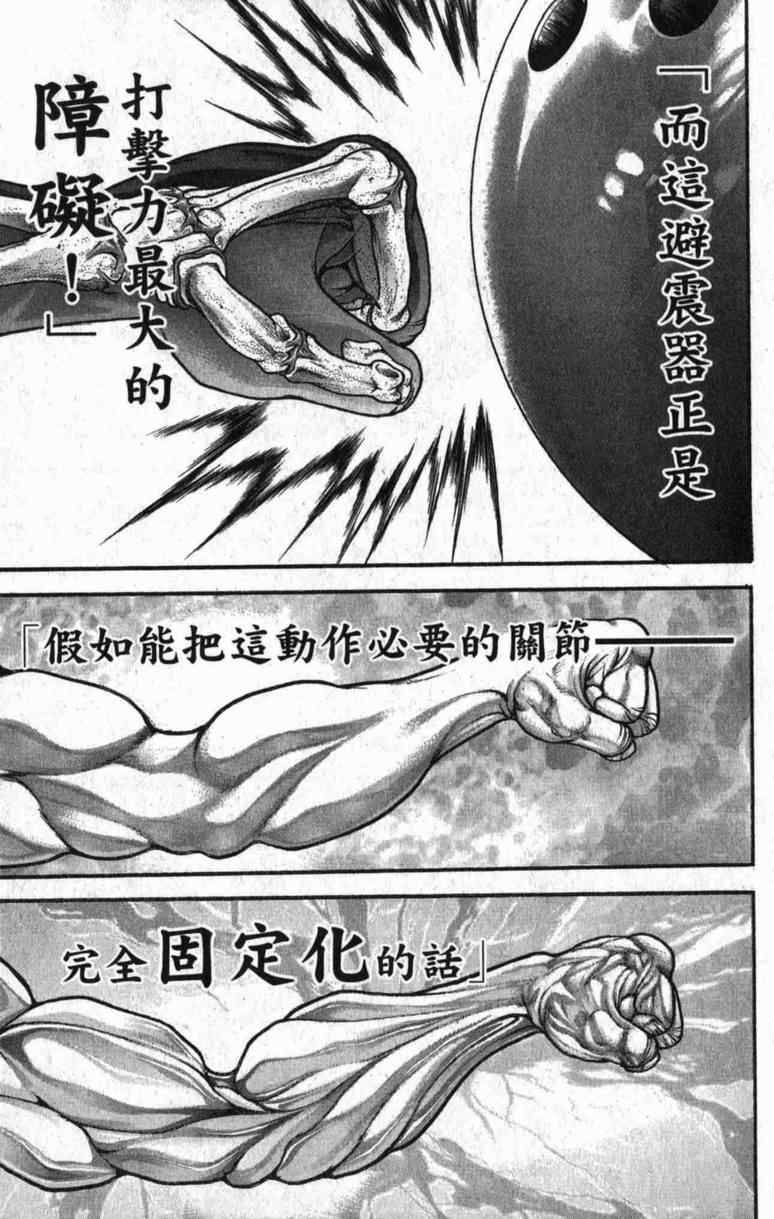 「而這避震器正是
打擊力最大的
障礙！」
「假如能把這動作必要的關節——
完全固定化的話」